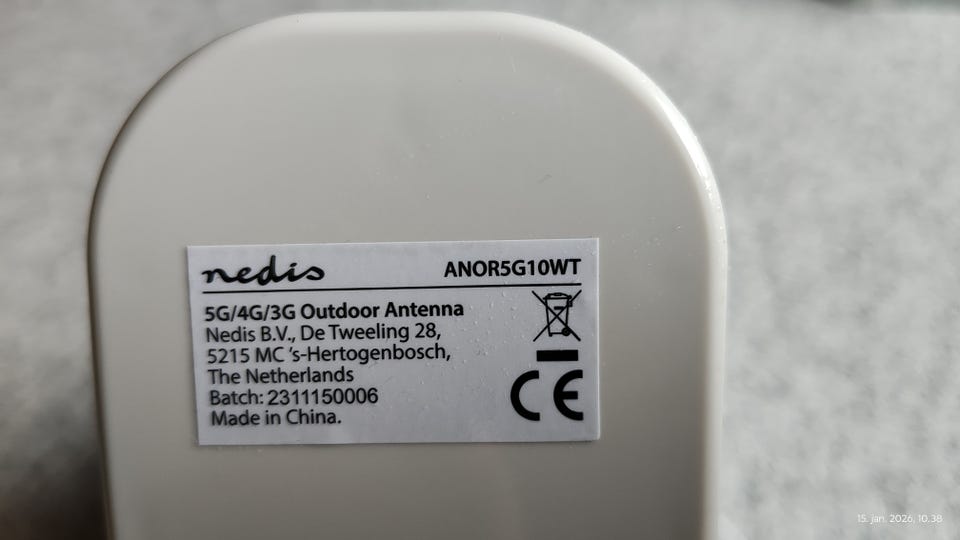 nedis ANOR5G10WT
5G/4G/3G Outdoor Antenna
Nedis B.V., De Tweeling 28,
5215 MC 's-Hertogenbosch,
The Netherlands
Batch: 2311150006
Made in China.
CE
15. jan. 2026, 10.38